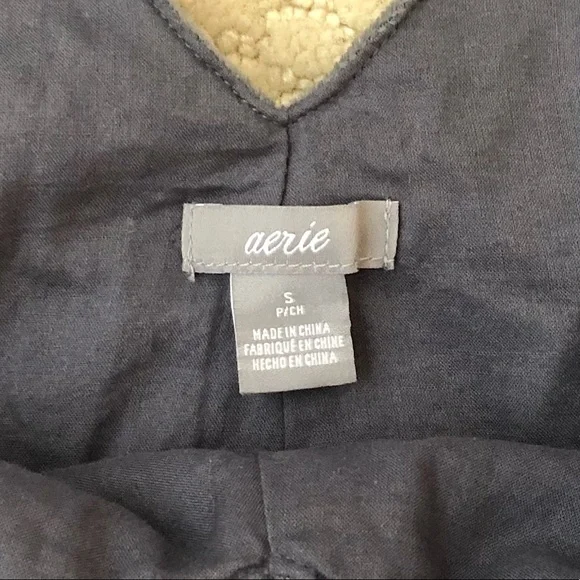 aerie
S
P/CH
MADE IN CHINA
FABRIQUÉ EN CHINE
HECHO EN CHINA